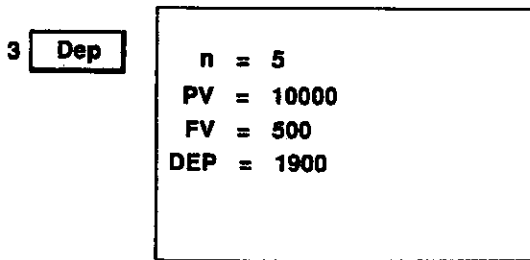 3 Dep
n = 5
PV = 10000
FV = 500
DEP = 1900